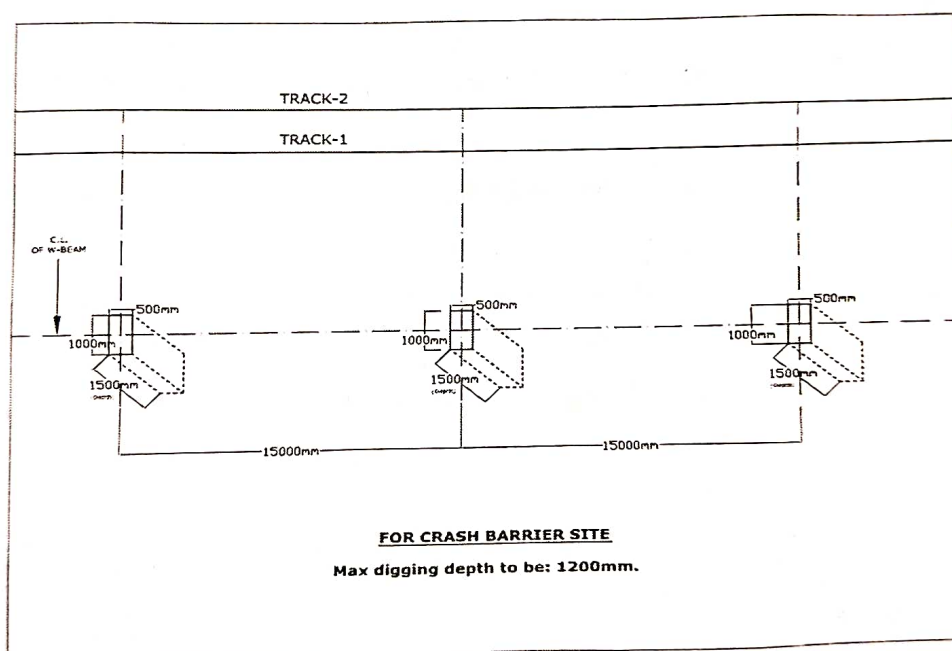 TRACK-2
TRACK-1
C.L.
OF W-BEAM
500mm
500mm
500mm
1000mm
1000mm
1000mm
1500mm
1500mm
1500mm
(DEPTH)
15000mm
15000mm
FOR CRASH BARRIER SITE
Max digging depth to be: 1200mm.